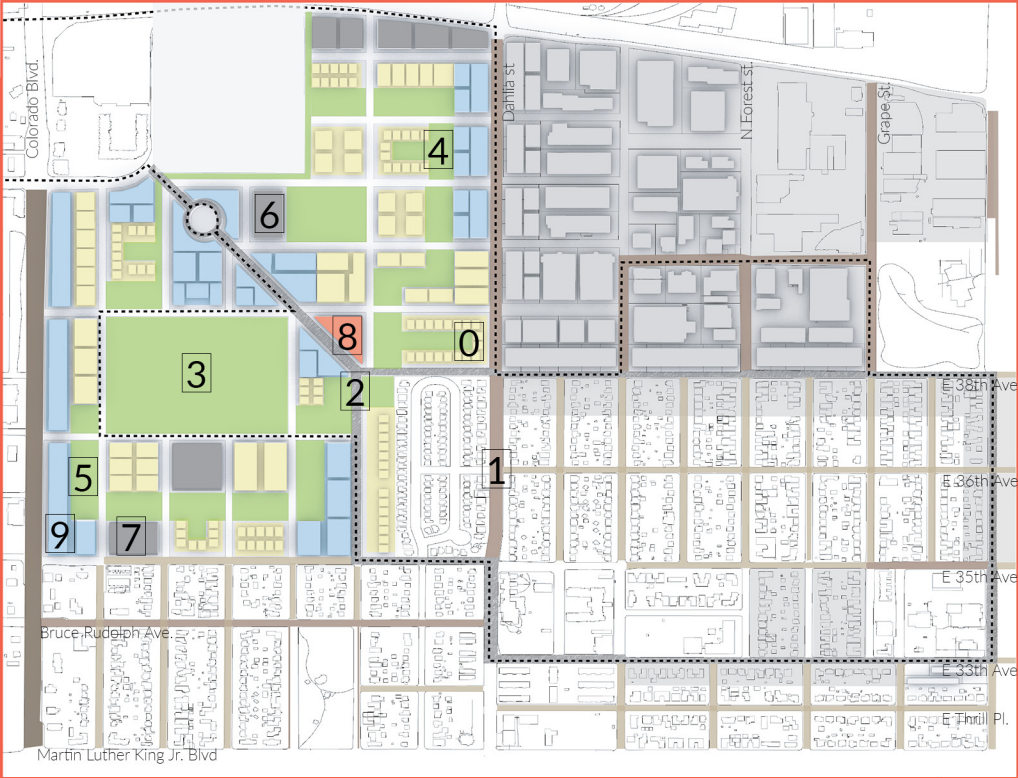 Colorado Blvd.
Dahlia st
N Forest st.
Grape St.
4
6
8
0
3
2
E 38th Ave
1
5
E 36th Ave
9
7
E 35th Ave
Bruce Rudolph Ave.
E 33th Ave
E Thrill Pl.
Martin Luther King Jr. Blvd